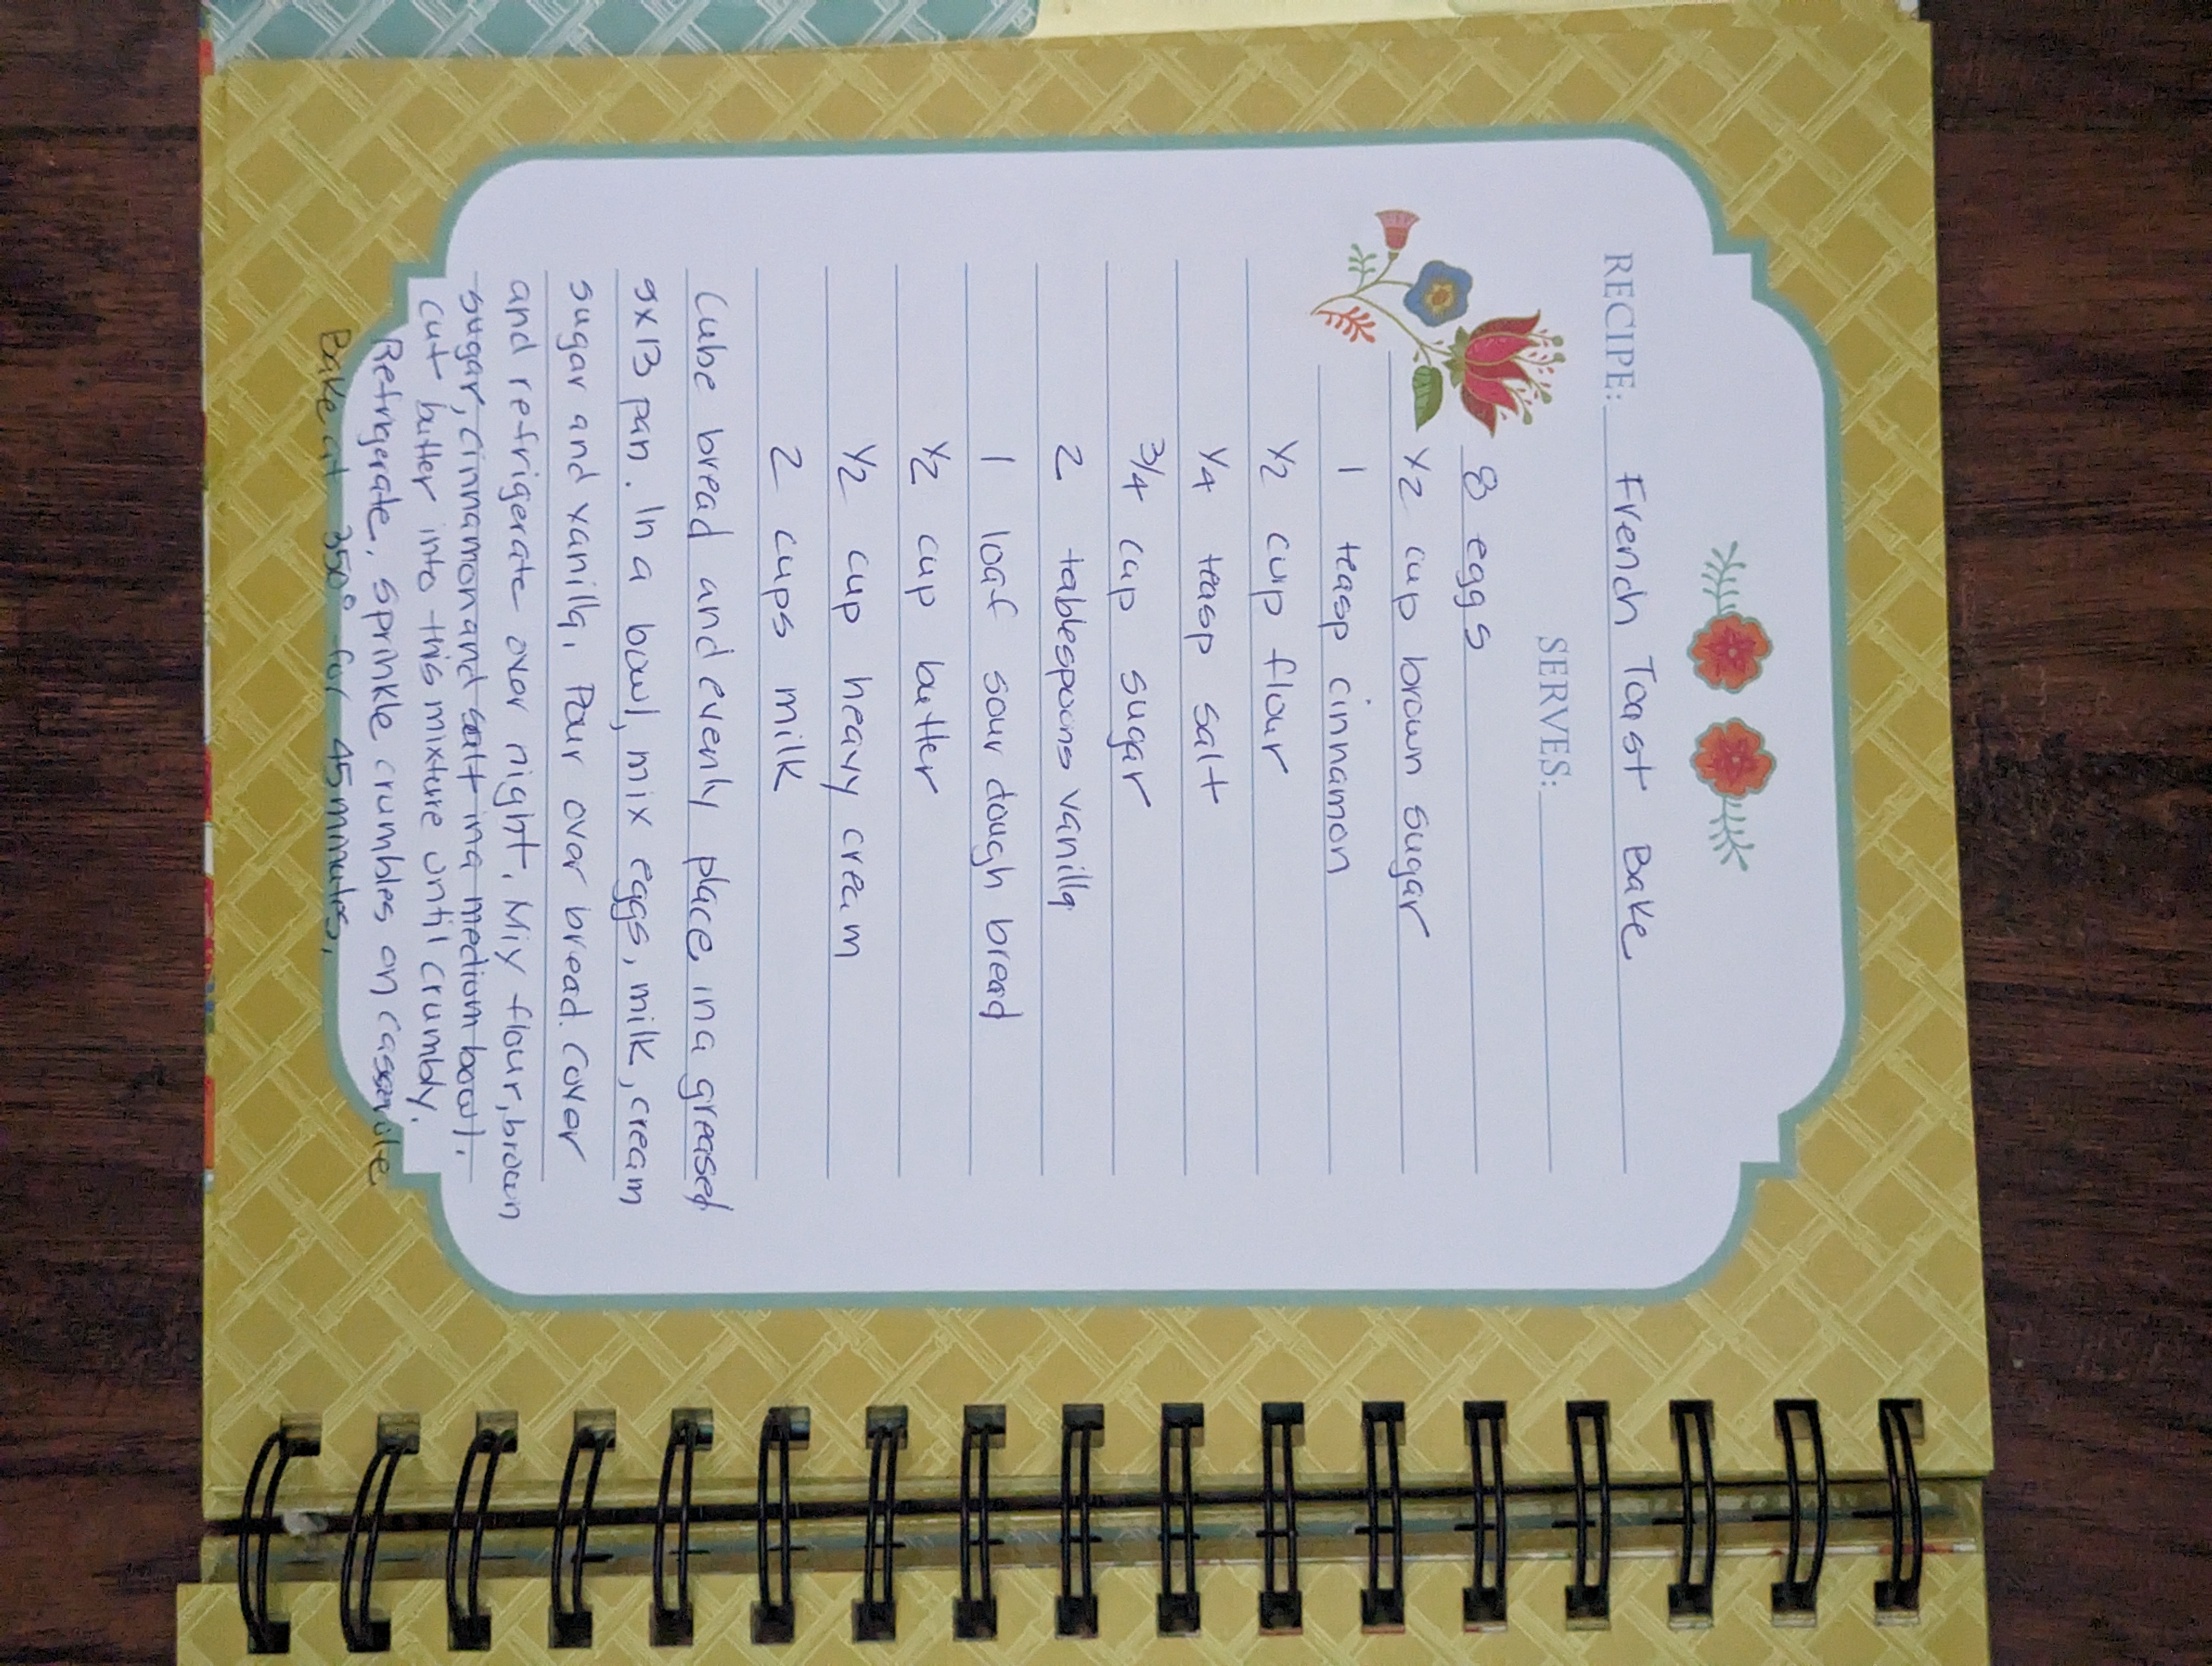 RECIPE: French Toast Bake
SERVES:
8 eggs
1/2 cup brown sugar
1 teasp cinnamon
1/2 cup flour
1/4 teasp salt
3/4 cup sugar
2 tablespoons vanilla
1 loaf sour dough bread
1/2 cup butter
1/2 cup heavy cream
2 cups milk
Cube bread and evenly place in a greased
9x13 pan. In a bowl, mix eggs, milk, cream
sugar and vanilla. Pour over bread. Cover
and refrigerate over night. Miy flour, brown
sugar, cinnamon and salt in a medium bowl.
Cut butter into this mixture until crumbly.
Refrigerate, sprinkle crumbles on casserole
Bake at 350° for 45 minutes.